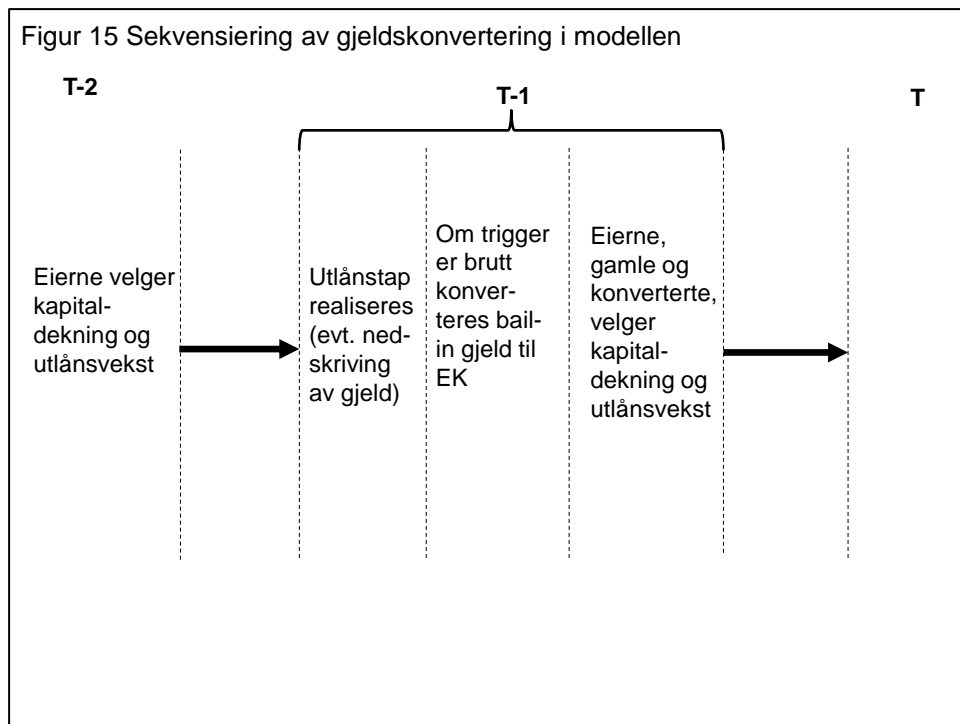 Figur 15 Sekvensiering av gjeldskonvertering i modellen
T-2
T-1
T
Eierne velger
kapital-
dekning og
utlånsvekst
Utlånstap
realiseres
(evt. ned-
skriving
av gjeld)
Om trigger
er brutt
konver-
teres bail-
in gjeld til
EK
Eierne,
gamle og
konverterte,
velger
kapital-
dekning og
utlånsvekst